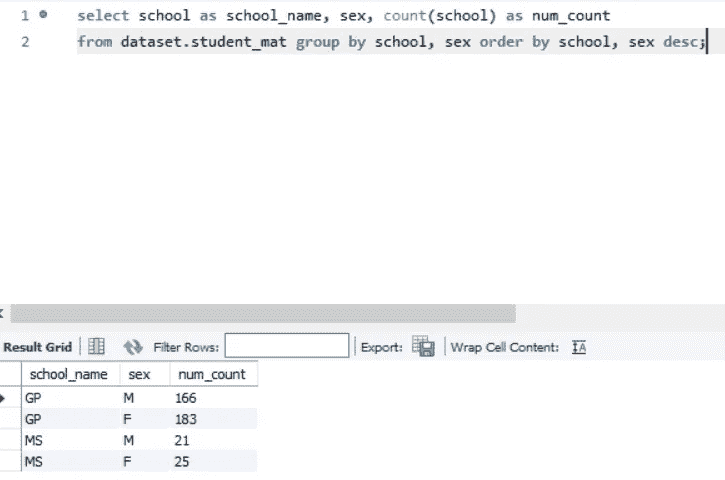 1 select school as school_name, sex, count(school) as num_count
2 from dataset.student_mat group by school, sex order by school, sex desc;
Result Grid Filter Rows: Export: Wrap Cell Content:
school_name sex num_count
GP M 166
GP F 183
MS M 21
MS F 25